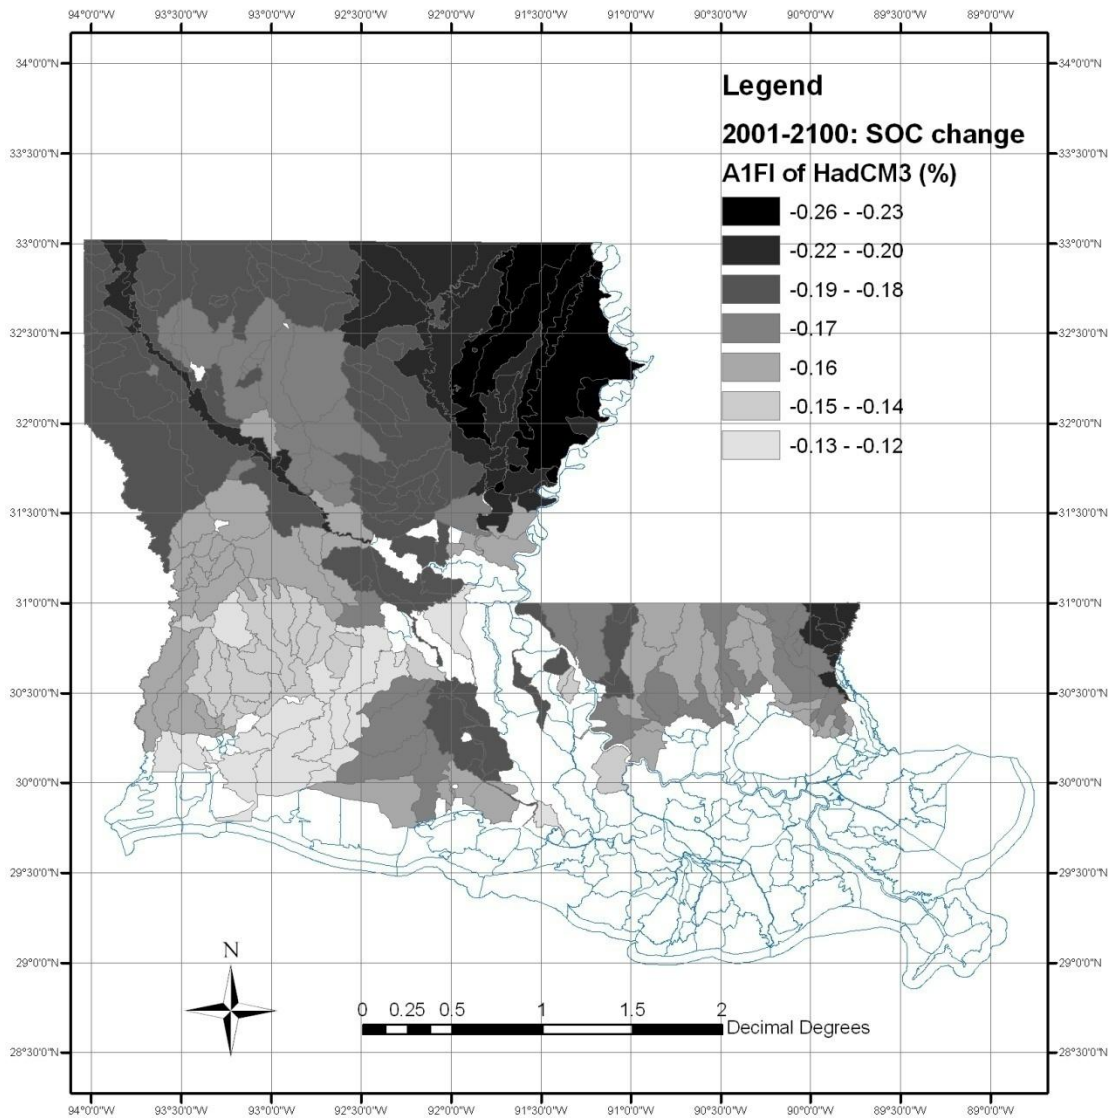 94°0'0"W 93°30'0"W 93°0'0"W 92°30'0"W 92°0'0"W 91°30'0"W 91°0'0"W 90°30'0"W 90°0'0"W 89°30'0"W 89°0'0"W
34°0'0"N 34°0'0"N
Legend
2001-2100: SOC change
33°30'0"N 33°30'0"N
A1FI of HadCM3 (%)
-0.26 - -0.23
33°0'0"N -0.22 - -0.20 33°0'0"N
-0.19 - -0.18
32°30'0"N -0.17 32°30'0"N
-0.16
-0.15 - -0.14
32°0'0"N 32°0'0"N
-0.13 - -0.12
31°30'0"N 31°30'0"N
31°0'0"N 31°0'0"N
30°30'0"N 30°30'0"N
30°0'0"N 30°0'0"N
29°30'0"N 29°30'0"N
N
29°0'0"N 29°0'0"N
0 0.25 0.5 1 1.5 2
Decimal Degrees
28°30'0"N 28°30'0"N
94°0'0"W 93°30'0"W 93°0'0"W 92°30'0"W 92°0'0"W 91°30'0"W 91°0'0"W 90°30'0"W 90°0'0"W 89°30'0"W 89°0'0"W